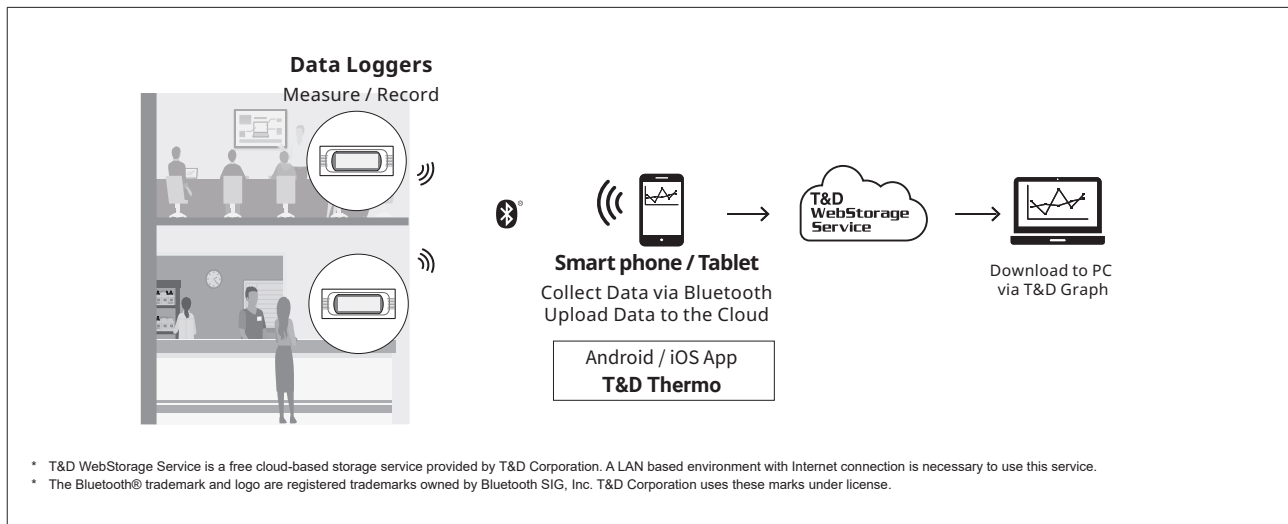 Data Loggers
Measure / Record
T&D
WebStorage
Service
Smart phone / Tablet
Collect Data via Bluetooth
Upload Data to the Cloud
Android / iOS App
T&D Thermo
Download to PC
via T&D Graph
* T&D WebStorage Service is a free cloud-based storage service provided by T&D Corporation. A LAN based environment with Internet connection is necessary to use this service.
* The Bluetooth® trademark and logo are registered trademarks owned by Bluetooth SIG, Inc. T&D Corporation uses these marks under license.